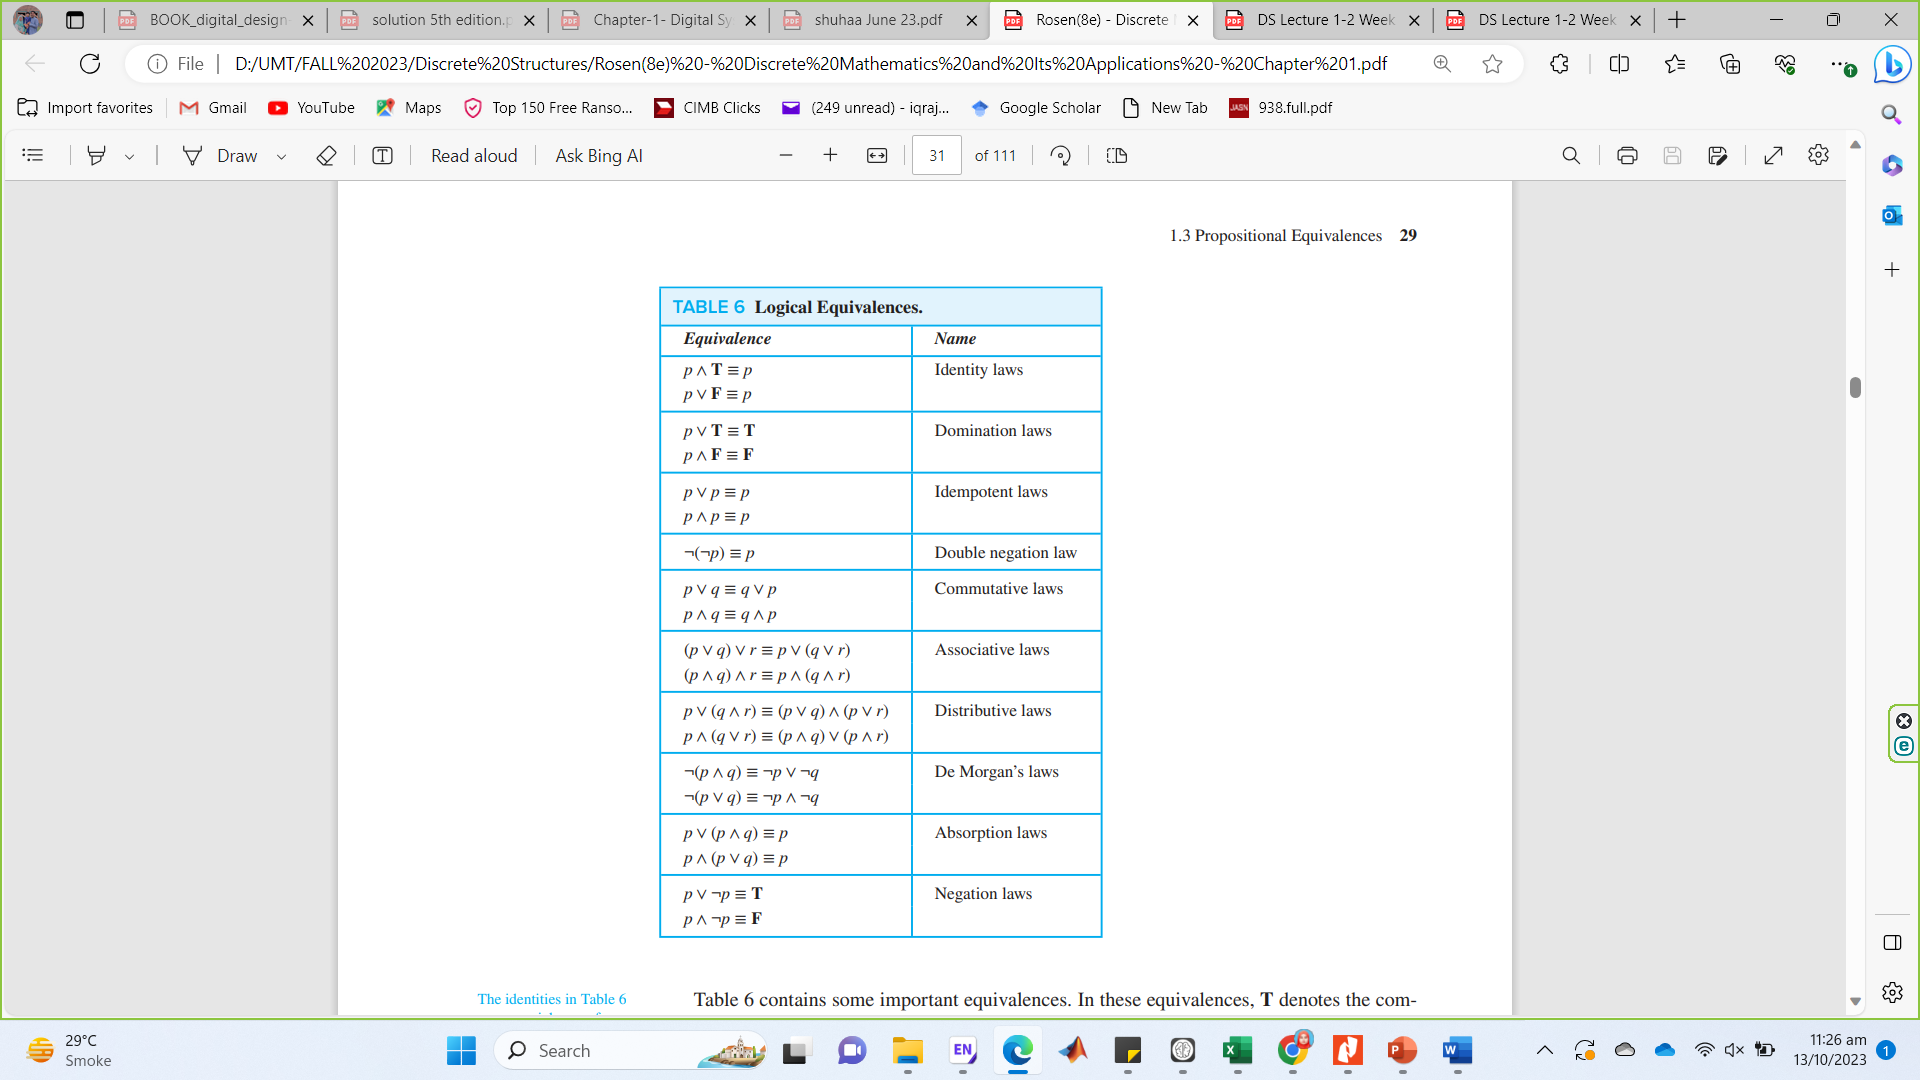 BOOK_digital_design-
solution 5th edition.p
Chapter-1- Digital Sy
shuhaa June 23.pdf
Rosen(8e) - Discrete
DS Lecture 1-2 Week
DS Lecture 1-2 Week
File
D:/UMT/FALL%202023/Discrete%20Structures/Rosen(8e)%20-%20Discrete%20Mathematics%20and%20Its%20Applications%20-%20Chapter%201.pdf
Import favorites
Gmail
YouTube
Maps
Top 150 Free Ranso...
CIMB Clicks
(249 unread) - iqraj...
Google Scholar
New Tab
JASN
938.full.pdf
Draw
Read aloud
Ask Bing AI
31 of 111
1.3 Propositional Equivalences 29
TABLE 6 Logical Equivalences.
Equivalence Name
p ∧ T ≡ p Identity laws
p ∨ F ≡ p
p ∨ T ≡ T Domination laws
p ∧ F ≡ F
p ∨ p ≡ p Idempotent laws
p ∧ p ≡ p
¬(¬p) ≡ p Double negation law
p ∨ q ≡ q ∨ p Commutative laws
p ∧ q ≡ q ∧ p
(p ∨ q) ∨ r ≡ p ∨ (q ∨ r) Associative laws
(p ∧ q) ∧ r ≡ p ∧ (q ∧ r)
p ∨ (q ∧ r) ≡ (p ∨ q) ∧ (p ∨ r) Distributive laws
p ∧ (q ∨ r) ≡ (p ∧ q) ∨ (p ∧ r)
¬(p ∧ q) ≡ ¬p ∨ ¬q De Morgan’s laws
¬(p ∨ q) ≡ ¬p ∧ ¬q
p ∨ (p ∧ q) ≡ p Absorption laws
p ∧ (p ∨ q) ≡ p
p ∨ ¬p ≡ T Negation laws
p ∧ ¬p ≡ F
The identities in Table 6
Table 6 contains some important equivalences. In these equivalences, T denotes the com-
29°C
Smoke
Search
EN
11:26 am
13/10/2023
1